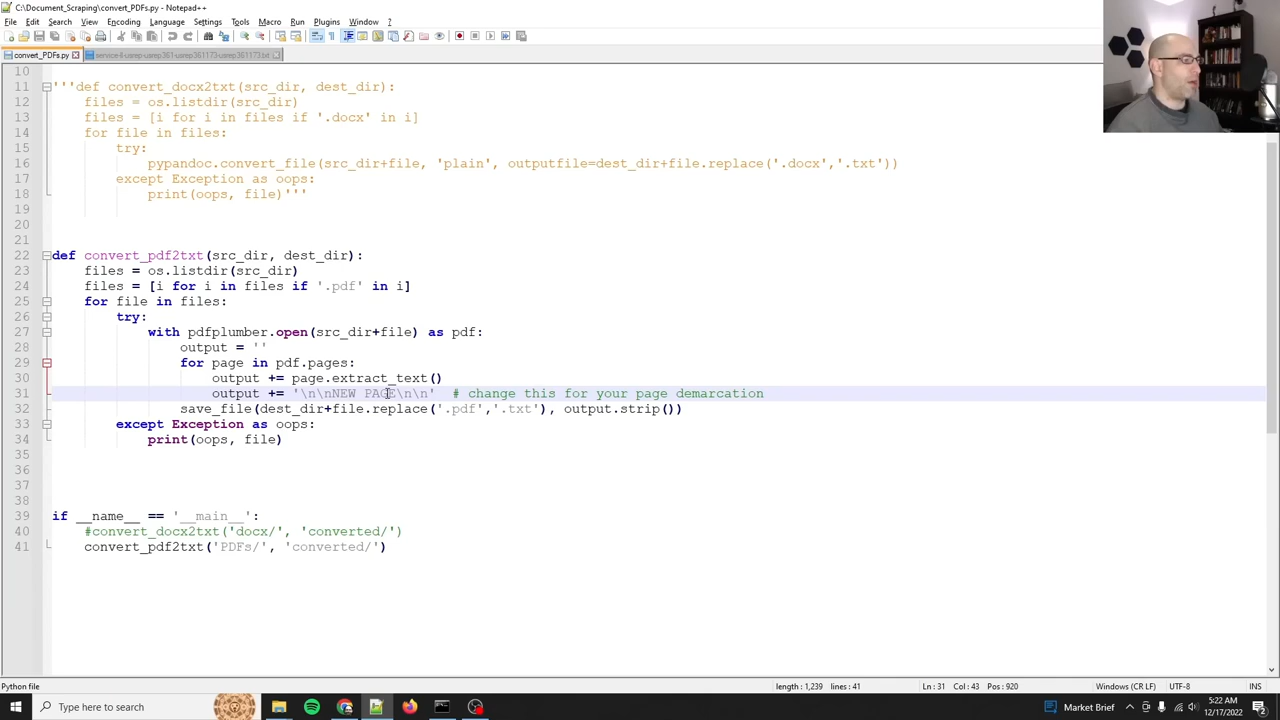 C:\Document_Scraping\convert_PDFs.py - Notepad++
File Edit Search View Encoding Language Settings Tools Macro Run Plugins Window ?
convert_PDFs.py
10
11 '''def convert_docx2txt(src_dir, dest_dir):
12 files = os.listdir(src_dir)
13 files = [i for i in files if '.docx' in i]
14 for file in files:
15 try:
16 pypandoc.convert_file(src_dir+file, 'plain', outputfile=dest_dir+file.replace('.docx','.txt'))
17 except Exception as oops:
18 print(oops, file)'''
19
20
21
22 def convert_pdf2txt(src_dir, dest_dir):
23 files = os.listdir(src_dir)
24 files = [i for i in files if '.pdf' in i]
25 for file in files:
26 try:
27 with pdfplumber.open(src_dir+file) as pdf:
28 output = ''
29 for page in pdf.pages:
30 output += page.extract_text()
31 output += '\n\nNEW PAGE\n\n' # change this for your page demarcation
32 save_file(dest_dir+file.replace('.pdf','.txt'), output.strip())
33 except Exception as oops:
34 print(oops, file)
35
36
37
38
39 if __name__ == '__main__':
40 #convert_docx2txt('docx/', 'converted/')
41 convert_pdf2txt('PDFs/', 'converted/')
Python file length : 1,239 lines : 41 Ln : 31 Col : 43 Pos : 920 Windows (CR LF) UTF-8 INS
Type here to search Market Brief 5:22 AM
12/17/2022